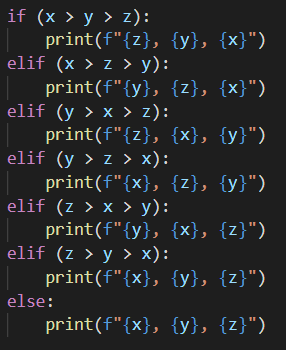 if (x > y > z):
    print(f"{z}, {y}, {x}")
elif (x > z > y):
    print(f"{y}, {z}, {x}")
elif (y > x > z):
    print(f"{z}, {x}, {y}")
elif (y > z > x):
    print(f"{x}, {z}, {y}")
elif (z > x > y):
    print(f"{y}, {x}, {z}")
elif (z > y > x):
    print(f"{x}, {y}, {z}")
else:
    print(f"{x}, {y}, {z}")